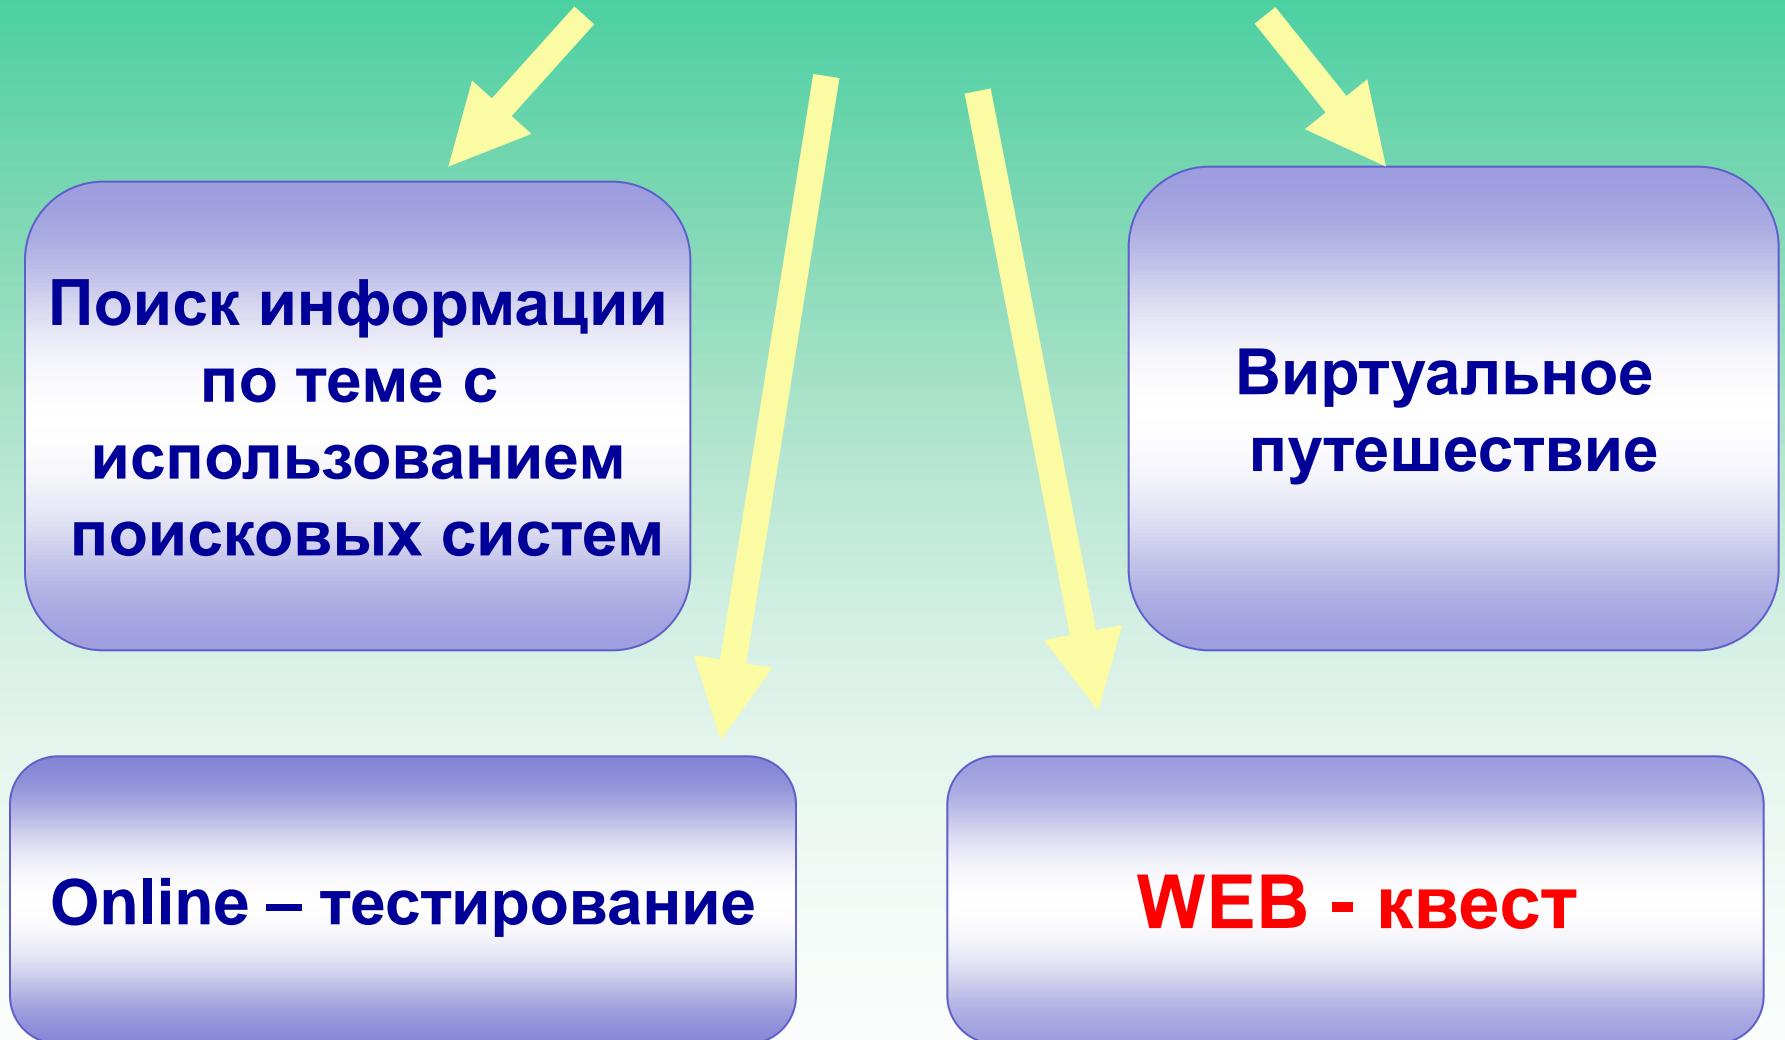 Поиск информации
по теме с
использованием
поисковых систем
Виртуальное
путешествие
Online – тестирование
WEB - квест